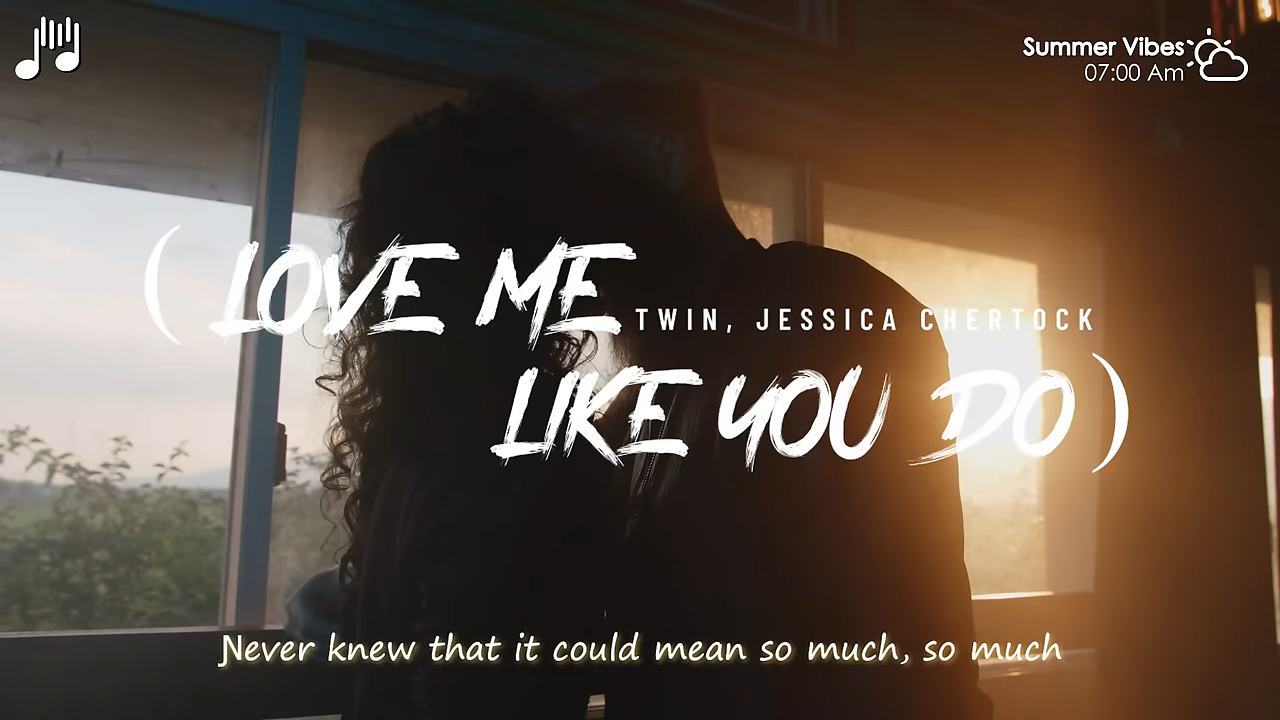 Summer Vibes
07:00 Am
( LOVE ME
TWIN, JESSICA CHERTOCK
LIKE YOU DO )
Never knew that it could mean so much, so much